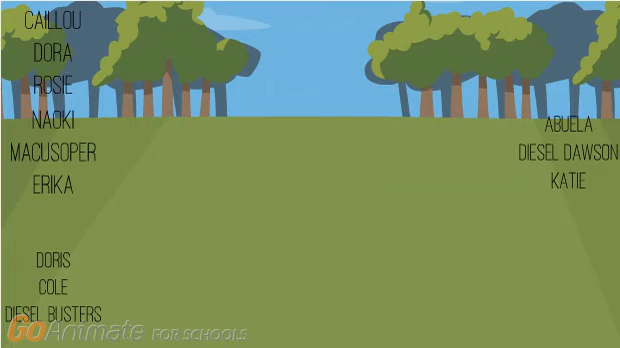 CAILLOU
DORA
ROSIE
NAOKI
MACUSOPER
ERIKA
DORIS
COLE
DIESEL BUSTERS
ABUELA
DIESEL DAWSON
KATIE
GoAnimate FOR SCHOOLS